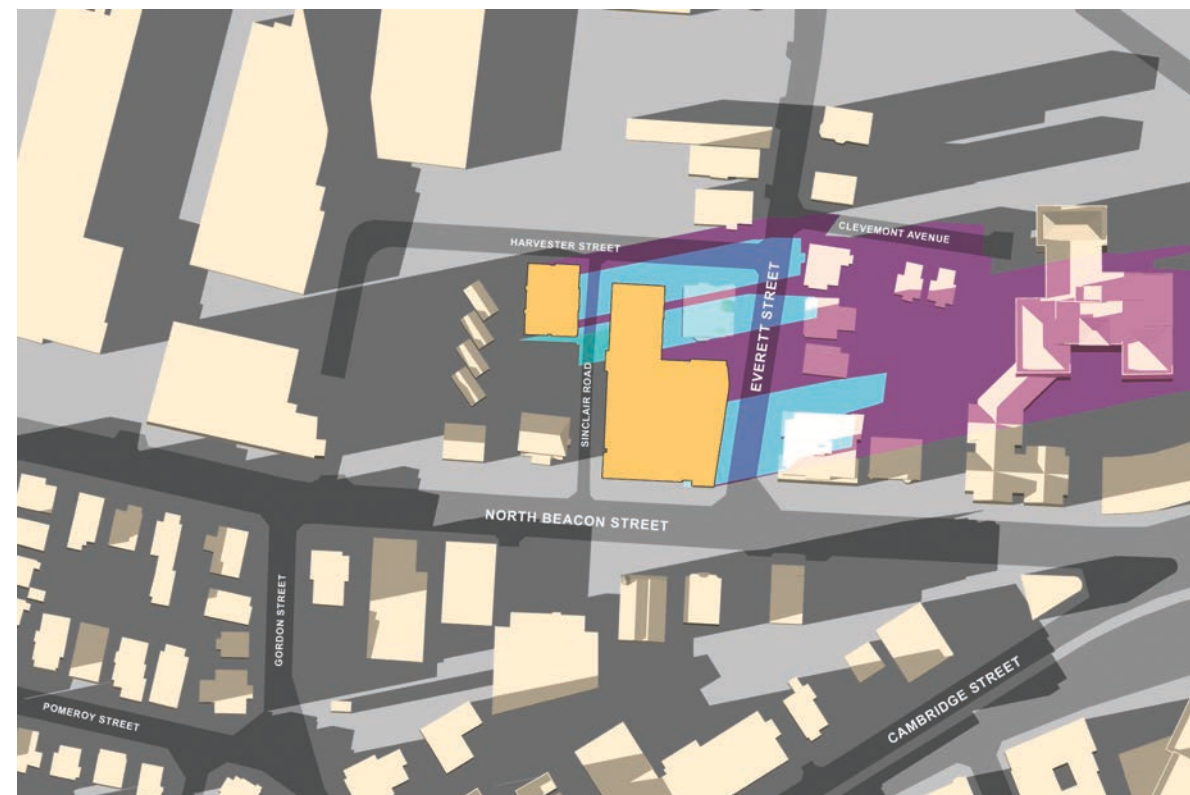 CLEVEMONT AVENUE
HARVESTER STREET
EVERETT STREET
SINCLAIR ROAD
NORTH BEACON STREET
GORDON STREET
CAMBRIDGE STREET
POMEROY STREET